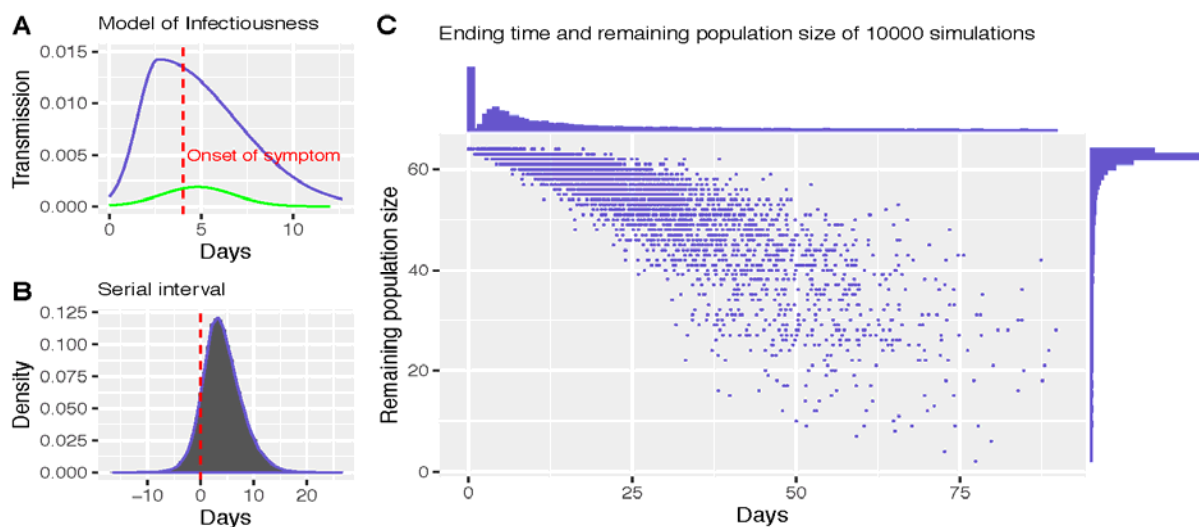 A
Model of Infectiousness
0.015
0.010
0.005
0.000
Transmission
Onset of symptom
0
5
10
Days
B
Serial interval
0.125
0.100
0.075
0.050
0.025
0.000
Density
−10
0
10
20
Days
C
Ending time and remaining population size of 10000 simulations
60
40
20
0
Remaining population size
0
25
50
75
Days